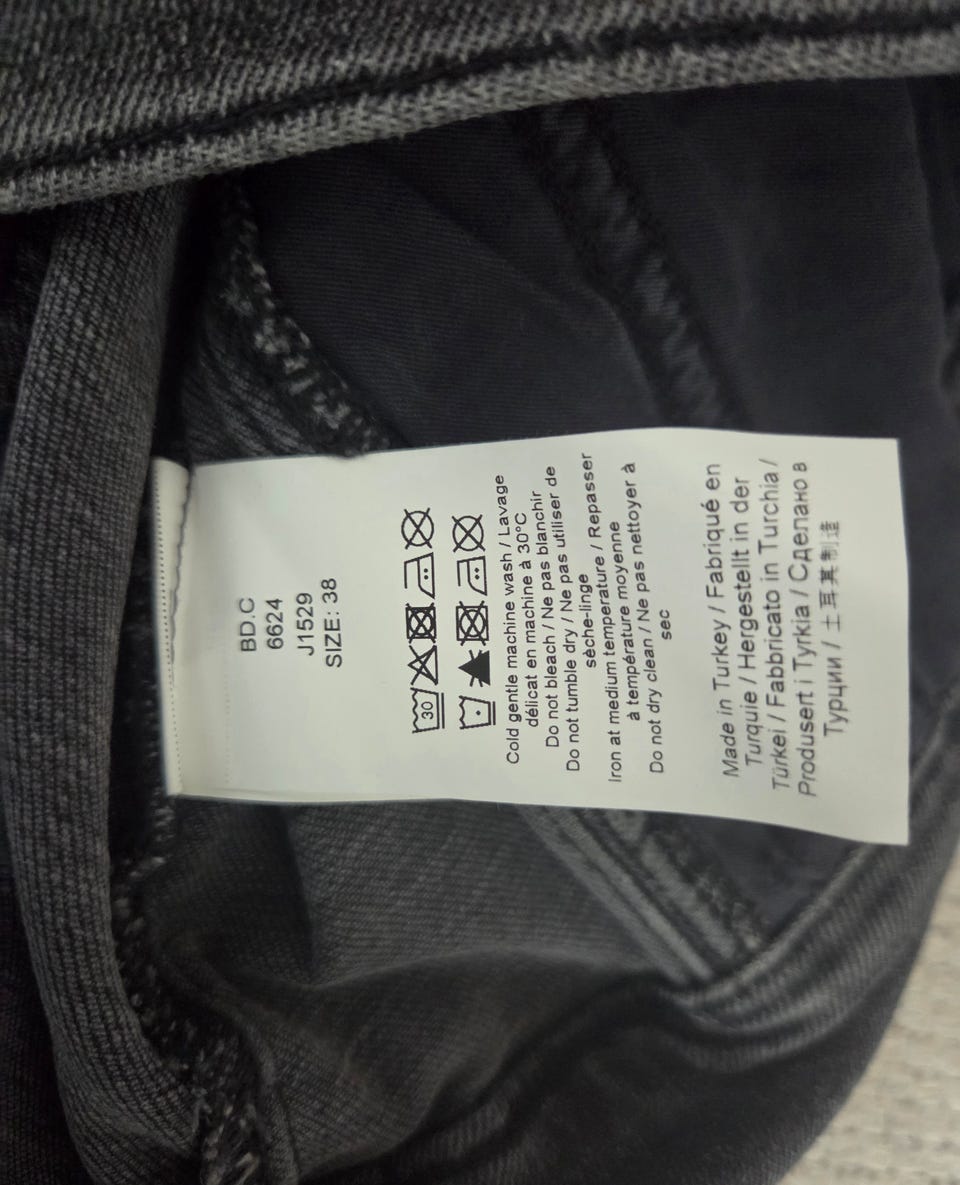 BD.C
6624
J1529
SIZE: 38
30
Cold gentle machine wash / Lavage
délicat en machine à 30°C
Do not bleach / Ne pas blanchir
Do not tumble dry / Ne pas utiliser de
sèche-linge
Iron at medium temperature / Repasser
à température moyenne
Do not dry clean / Ne pas nettoyer à
sec
Made in Turkey / Fabriqué en
Turquie / Hergestellt in der
Türkei / Fabbricato in Turchia /
Produsert i Tyrkia / Сделано в
Турции / 土耳其制造